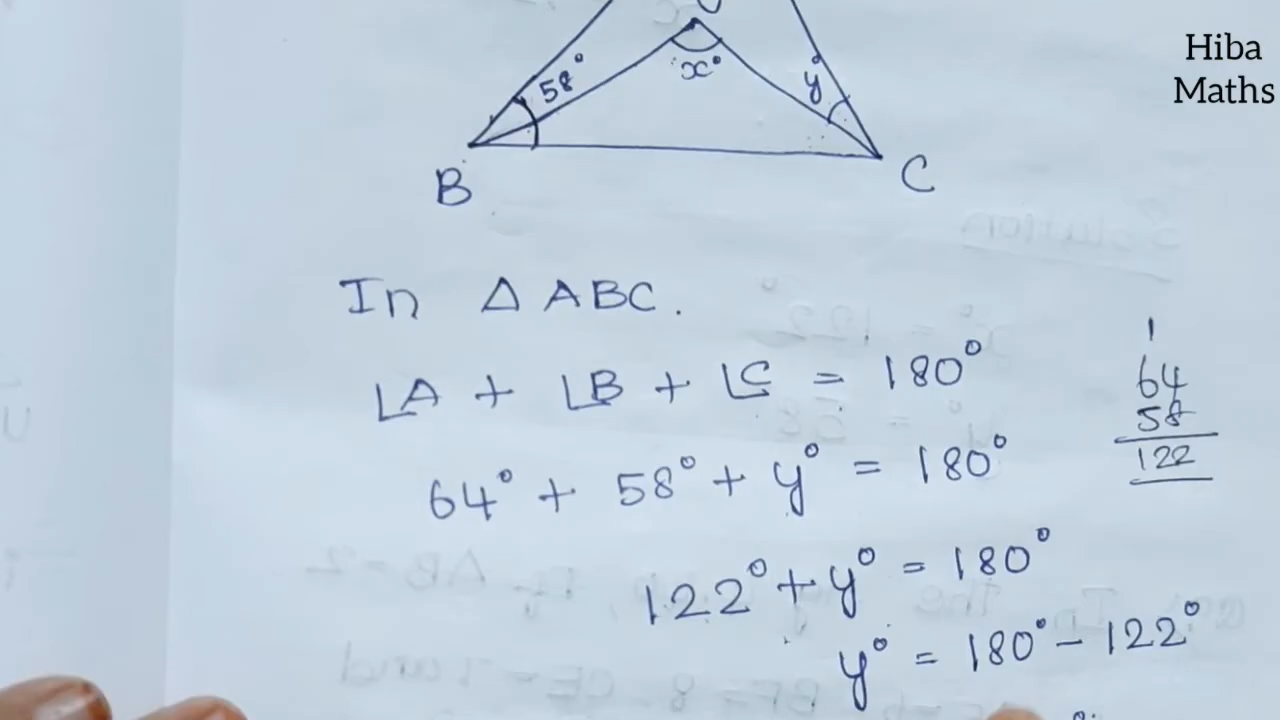 Hiba
Maths
58°
x°
y°
B
C
In △ ABC.
∠A + ∠B + ∠C = 180°
64° + 58° + y° = 180°
1
64
58
122
122° + y° = 180°
y° = 180° - 122°